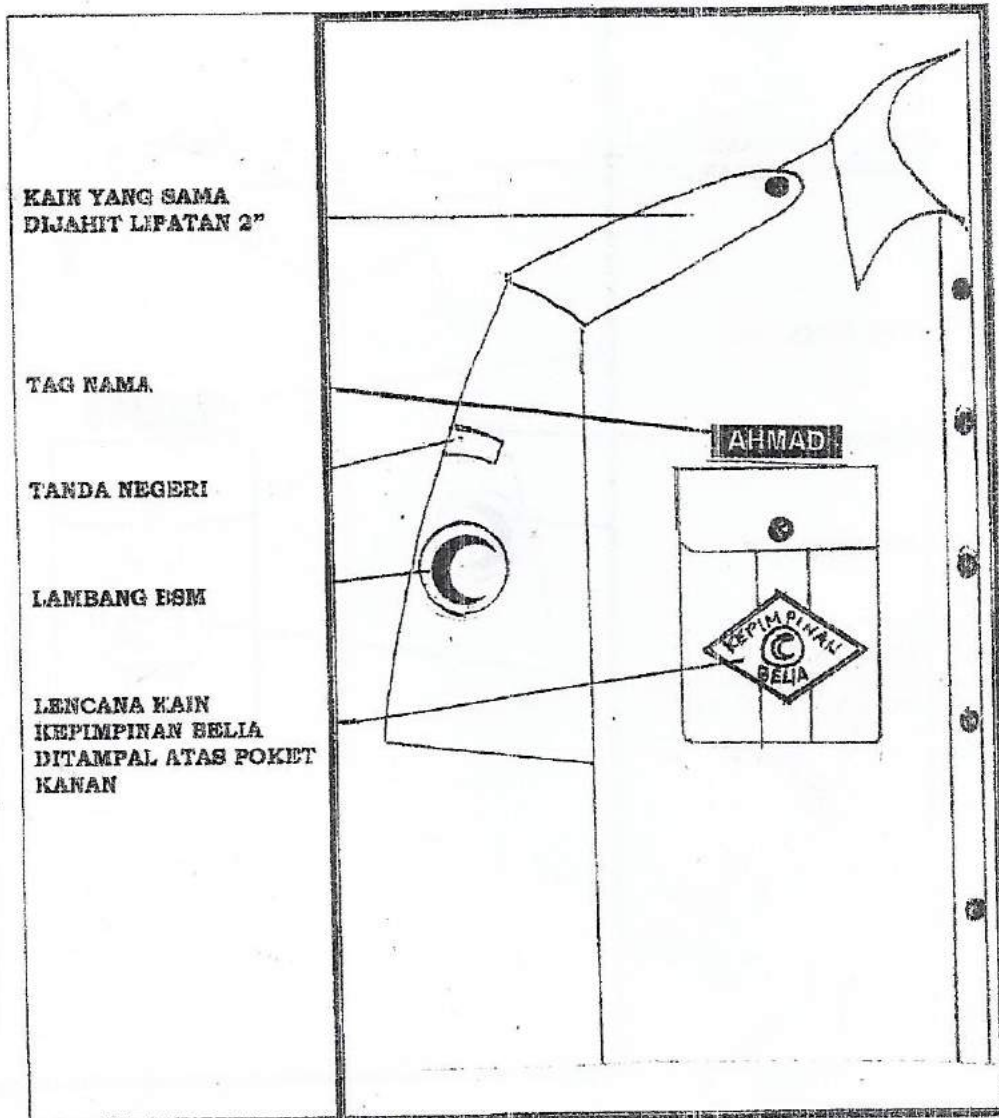 KAIN YANG SAMA
DIJAHIT LIPATAN 2"
TAG NAMA
AHMAD
TANDA NEGERI
LAMBANG BSM
KEPIMPINAN
BELIA
LENCANA KAIN
KEPIMPINAN BELIA
DITAMPAL ATAS POKET
KANAN